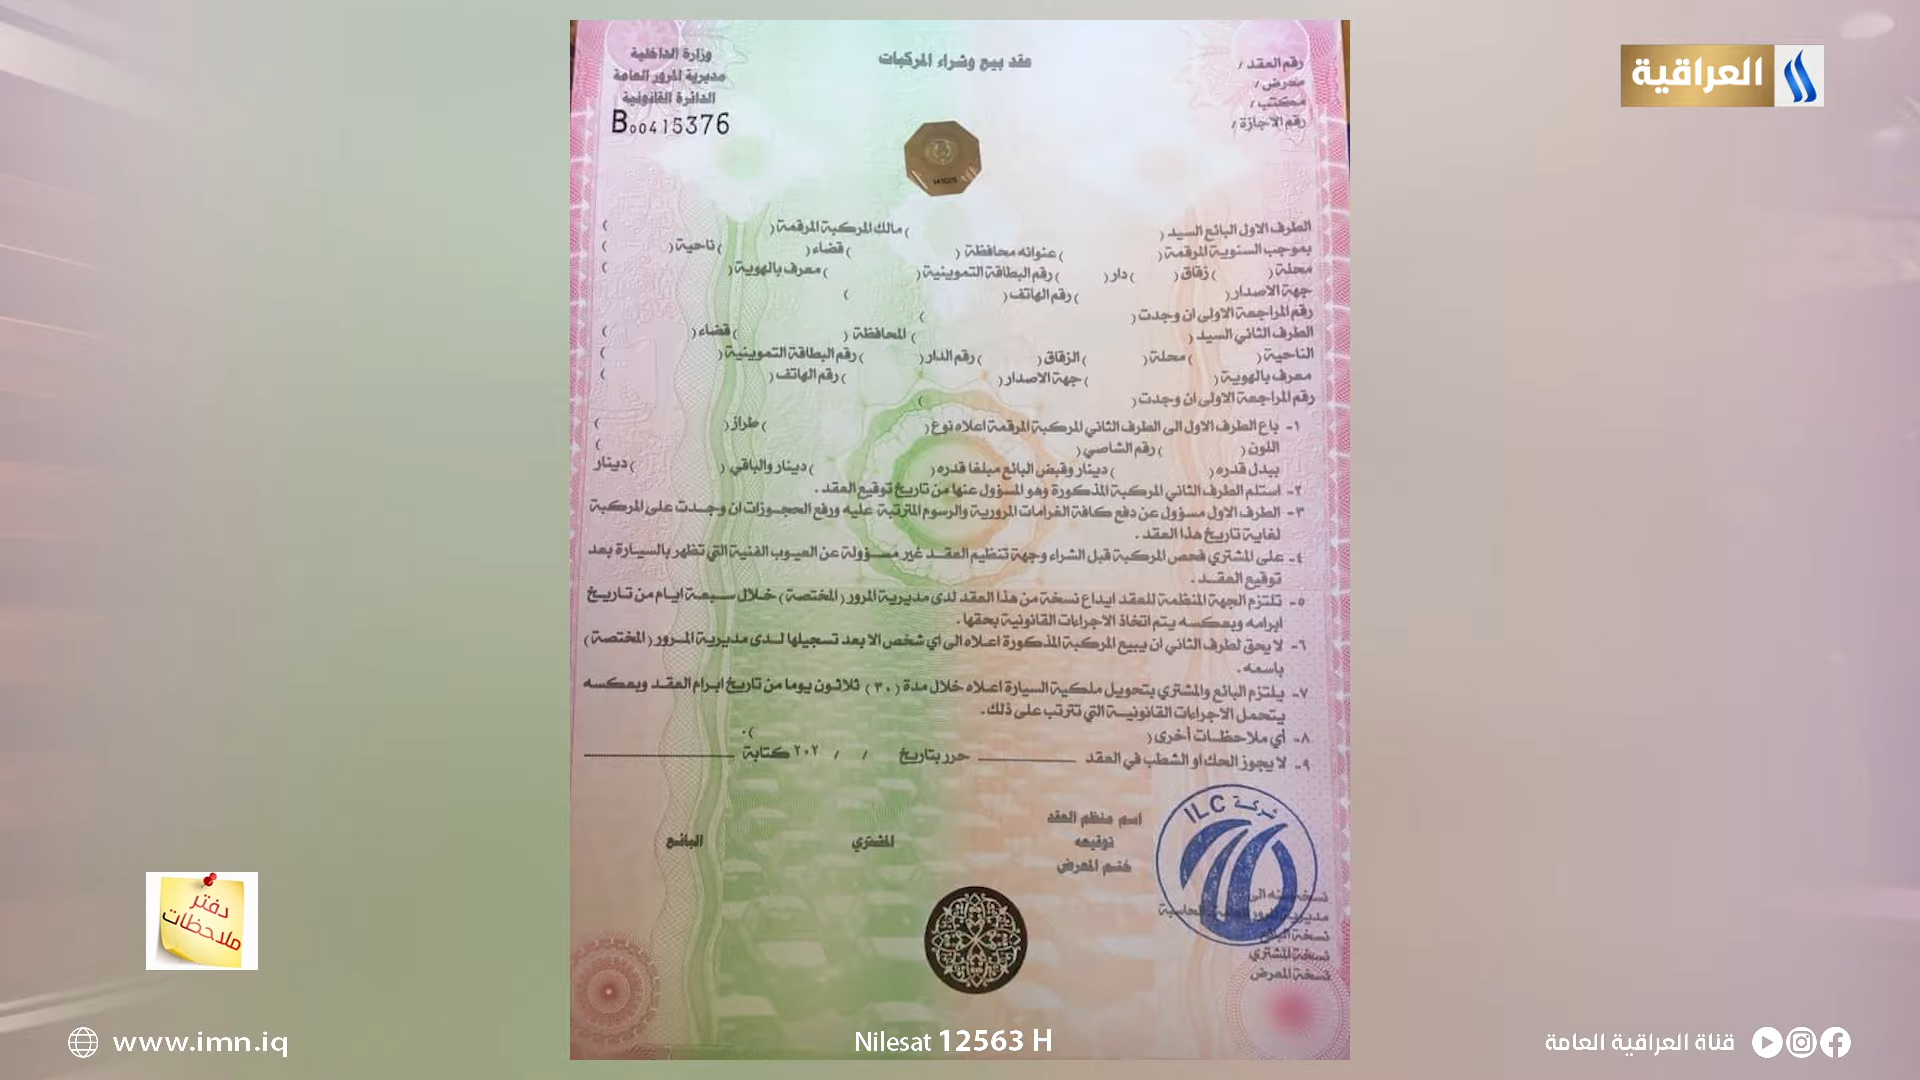 العراقية
وزارة الداخلية
مديرية المرور العامة
الدائرة القانونية
B00415376
عقد بيع وشراء المركبات
رقم العقد /
معرض /
مكتب /
رقم الاجازة /
الطرف الاول البائع السيد ( ) مالك المركبة المرقمة ( )
بموجب السنوية المرقمة ( ) عنوانه محافظة ( ) قضاء ( ) ناحية ( )
محلة ( ) زقاق ( ) دار ( ) رقم البطاقة التموينية ( ) معرف بالهوية ( )
جهة الاصدار ( ) رقم الهاتف ( )
رقم المراجعة الاولى ان وجدت ( )
الطرف الثاني السيد ( ) المحافظة ( ) قضاء ( )
الناحية ( ) محلة ( ) الزقاق ( ) رقم الدار ( ) رقم البطاقة التموينية ( )
معرف بالهوية ( ) جهة الاصدار ( ) رقم الهاتف ( )
رقم المراجعة الاولى ان وجدت ( )
١- باع الطرف الاول الى الطرف الثاني المركبة المرقمة اعلاه نوع ( ) طراز ( )
اللون ( ) رقم الشاصي ( )
ببدل قدره ( ) دينار وقبض البائع مبلغا قدره ( ) دينار والباقي ( ) دينار
٢- استلم الطرف الثاني المركبة المذكورة وهو المسؤول عنها من تاريخ توقيع العقد .
٣- الطرف الاول مسؤول عن دفع كافة الغرامات المرورية والرسوم المترتبة عليه ورفع الحجوزات ان وجدت على المركبة
لغاية تاريخ هذا العقد .
٤- على المشتري فحص المركبة قبل الشراء وجهة تنظيم العقد غير مسؤولة عن العيوب الفنية التي تظهر بالسيارة بعد
توقيع العقد .
٥- تلتزم الجهة المنظمة للعقد ايداع نسخة من هذا العقد لدى مديرية المرور ( المختصة ) خلال سبعة ايام من تاريخ
ابرامه وبعكسه يتم اتخاذ الاجراءات القانونية بحقها .
٦- لا يحق لطرف الثاني ان يبيع المركبة المذكورة اعلاه الى اي شخص الا بعد تسجيلها لدى مديرية المرور ( المختصة )
باسمه .
٧- يلتزم البائع والمشتري بتحويل ملكية السيارة اعلاه خلال مدة ( ٣٠ ) ثلاثون يوما من تاريخ ابرام العقد وبعكسه
يتحمل الاجراءات القانونية التي تترتب على ذلك .
٨- أي ملاحظات أخرى ( ) .
٩- لا يجوز الحك او الشطب في العقد حرر بتاريخ / / ٢٠٢ كتابة
اسم منظم العقد
توقيعه
ختم المعرض
المشتري
البائع
شركة ILC
نسخة منه الى
مديرية المرور العامة الحاسبة
نسخة البائع
نسخة المشتري
نسخة المعرض
دفتر
ملاحظات
www.imn.iq
Nilesat 12563 H
قناة العراقية العامة